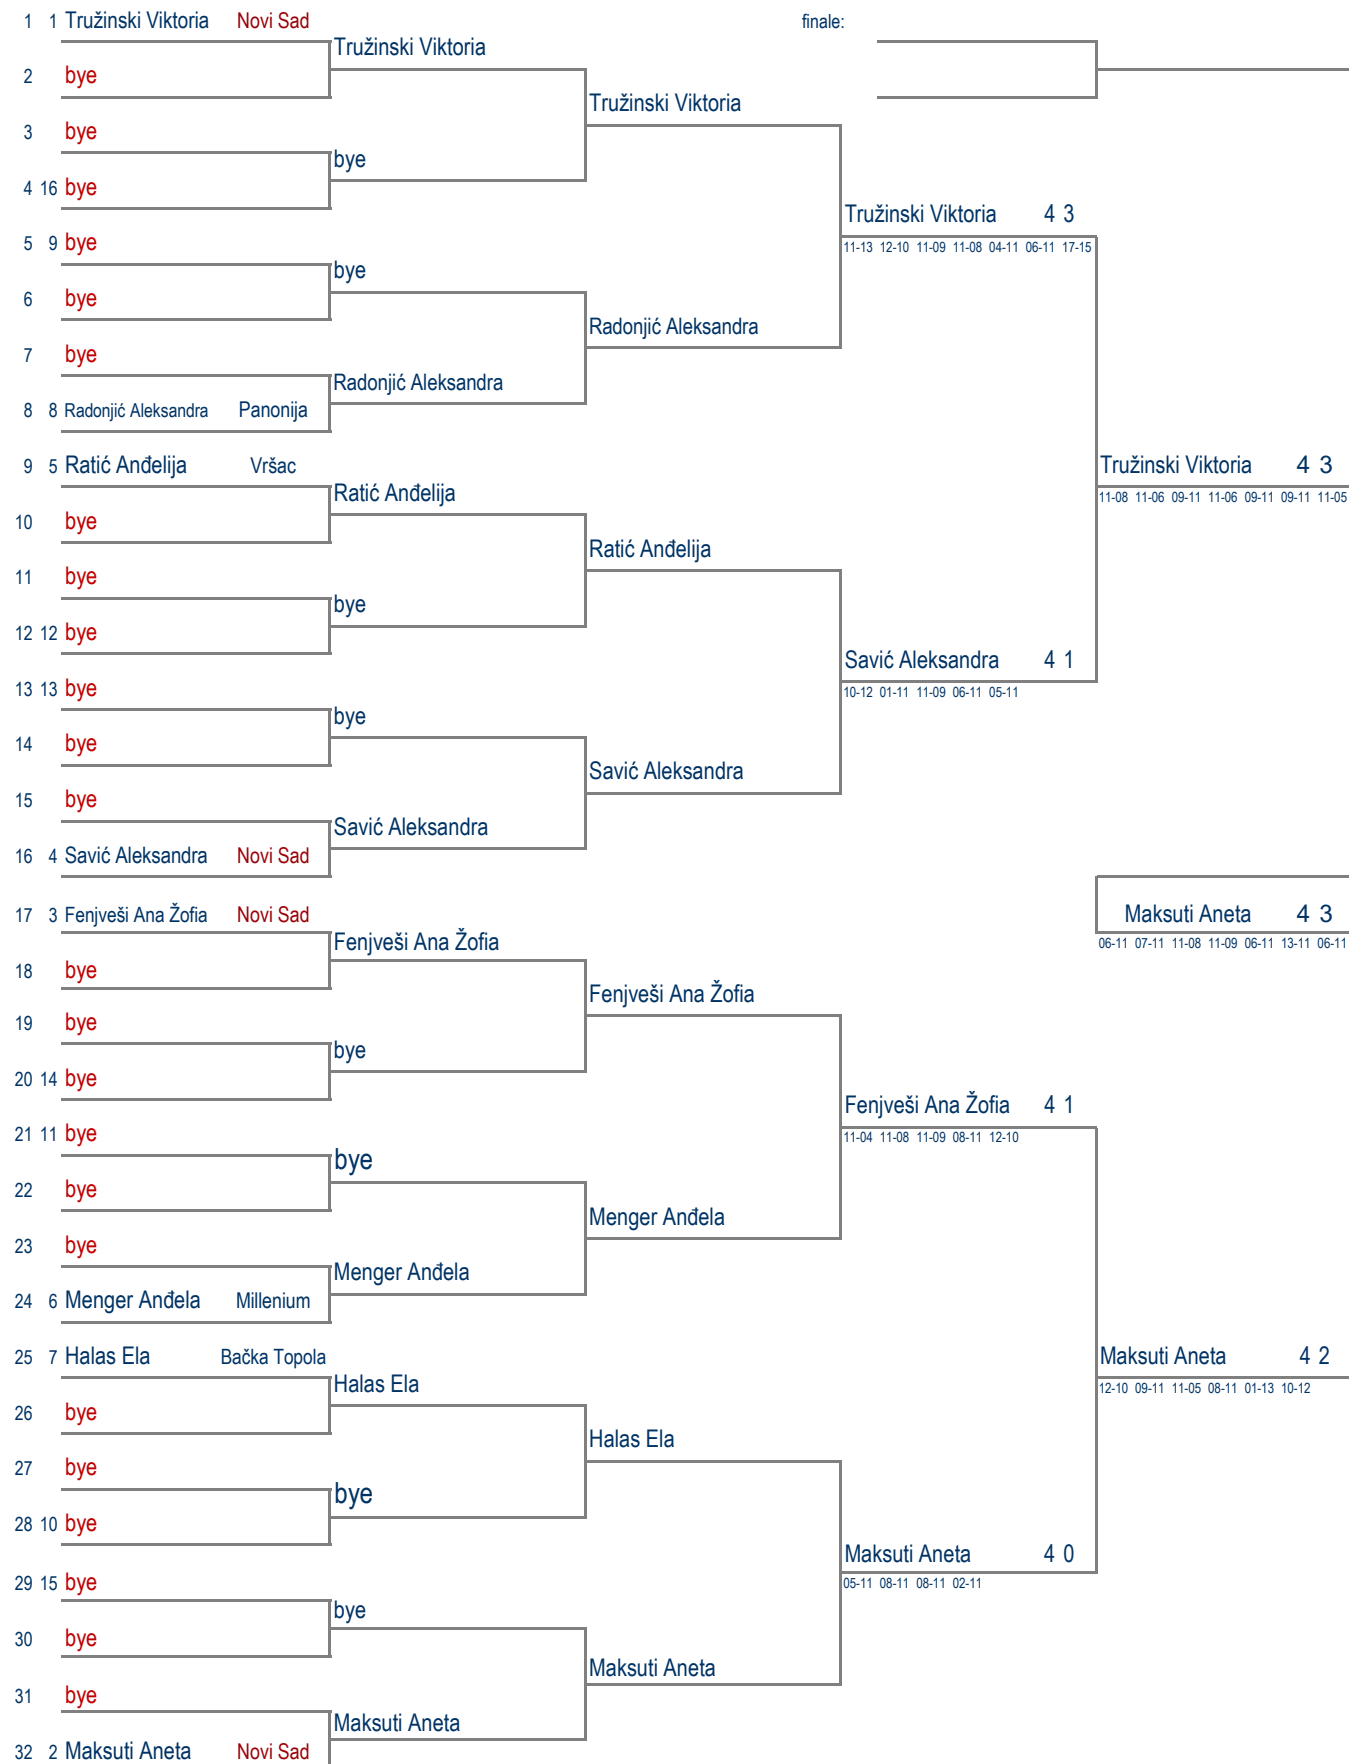 1 1 Tružinski Viktoria Novi Sad finale:
Tružinski Viktoria
2 bye
Tružinski Viktoria
3 bye
bye
4 16 bye
Tružinski Viktoria 4 3
5 9 bye
11-13 12-10 11-09 11-08 04-11 06-11 17-15
bye
6 bye
Radonjić Aleksandra
7 bye
Radonjić Aleksandra
8 8 Radonjić Aleksandra Panonija
9 5 Ratić Anđelija Vršac
Tružinski Viktoria 4 3
Ratić Anđelija
11-08 11-06 09-11 11-06 09-11 09-11 11-05
10 bye
Ratić Anđelija
11 bye
bye
12 12 bye
Savić Aleksandra 4 1
13 13 bye
10-12 01-11 11-09 06-11 05-11
bye
14 bye
Savić Aleksandra
15 bye
Savić Aleksandra
16 4 Savić Aleksandra Novi Sad
17 3 Fenjveši Ana Žofia Novi Sad
Maksuti Aneta 4 3
Fenjveši Ana Žofia
06-11 07-11 11-08 11-09 06-11 13-11 06-11
18 bye
Fenjveši Ana Žofia
19 bye
bye
20 14 bye
Fenjveši Ana Žofia 4 1
21 11 bye
11-04 11-08 11-09 08-11 12-10
bye
22 bye
Menger Anđela
23 bye
Menger Anđela
24 6 Menger Anđela Millenium
25 7 Halas Ela Bačka Topola
Maksuti Aneta 4 2
Halas Ela
12-10 09-11 11-05 08-11 01-13 10-12
26 bye
Halas Ela
27 bye
bye
28 10 bye
Maksuti Aneta 4 0
29 15 bye
05-11 08-11 08-11 02-11
bye
30 bye
Maksuti Aneta
31 bye
Maksuti Aneta
32 2 Maksuti Aneta Novi Sad